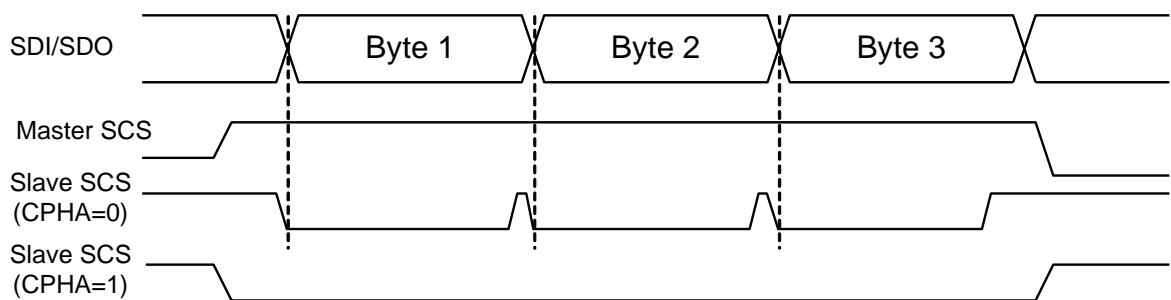 SDI/SDO
Byte 1
Byte 2
Byte 3
Master SCS
Slave SCS
(CPHA=0)
Slave SCS
(CPHA=1)